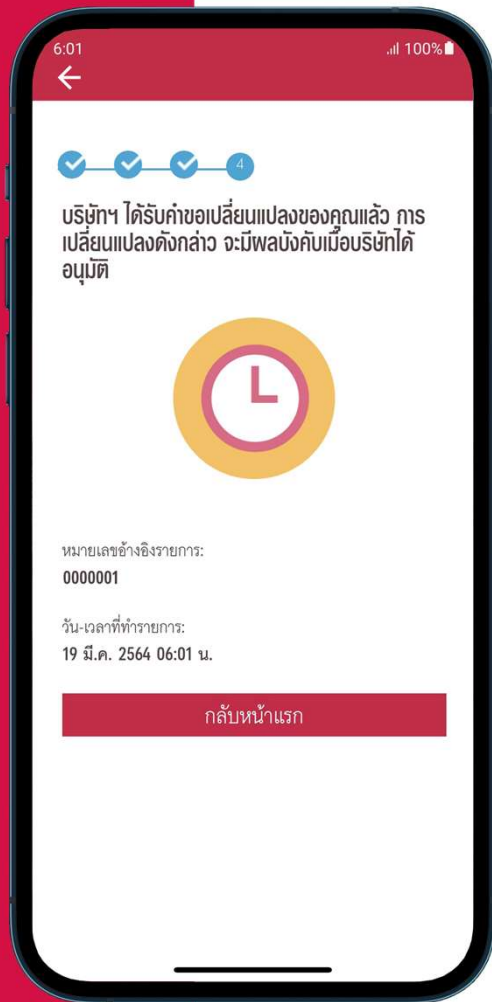 6:01
100%
4
บริษัทฯ ได้รับคำขอเปลี่ยนแปลงของคุณแล้ว การ
เปลี่ยนแปลงดังกล่าว จะมีผลบังคับเมื่อบริษัทได้
อนุมัติ
หมายเลขอ้างอิงรายการ:
0000001
วัน-เวลาที่ทำรายการ:
19 มี.ค. 2564 06:01 น.
กลับหน้าแรก